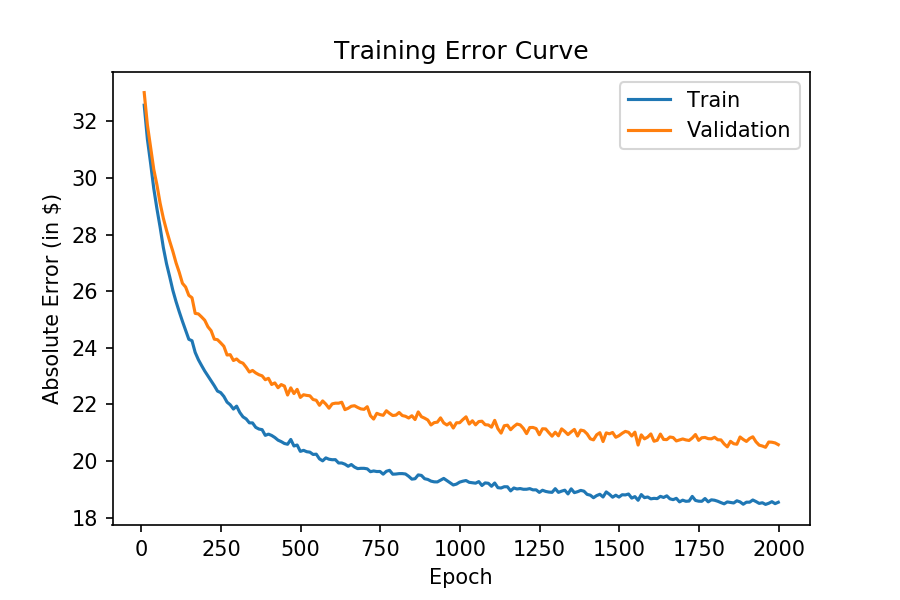 Training Error Curve
Train
Validation
Absolute Error (in $)
32
30
28
26
24
22
20
18
0 250 500 750 1000 1250 1500 1750 2000
Epoch